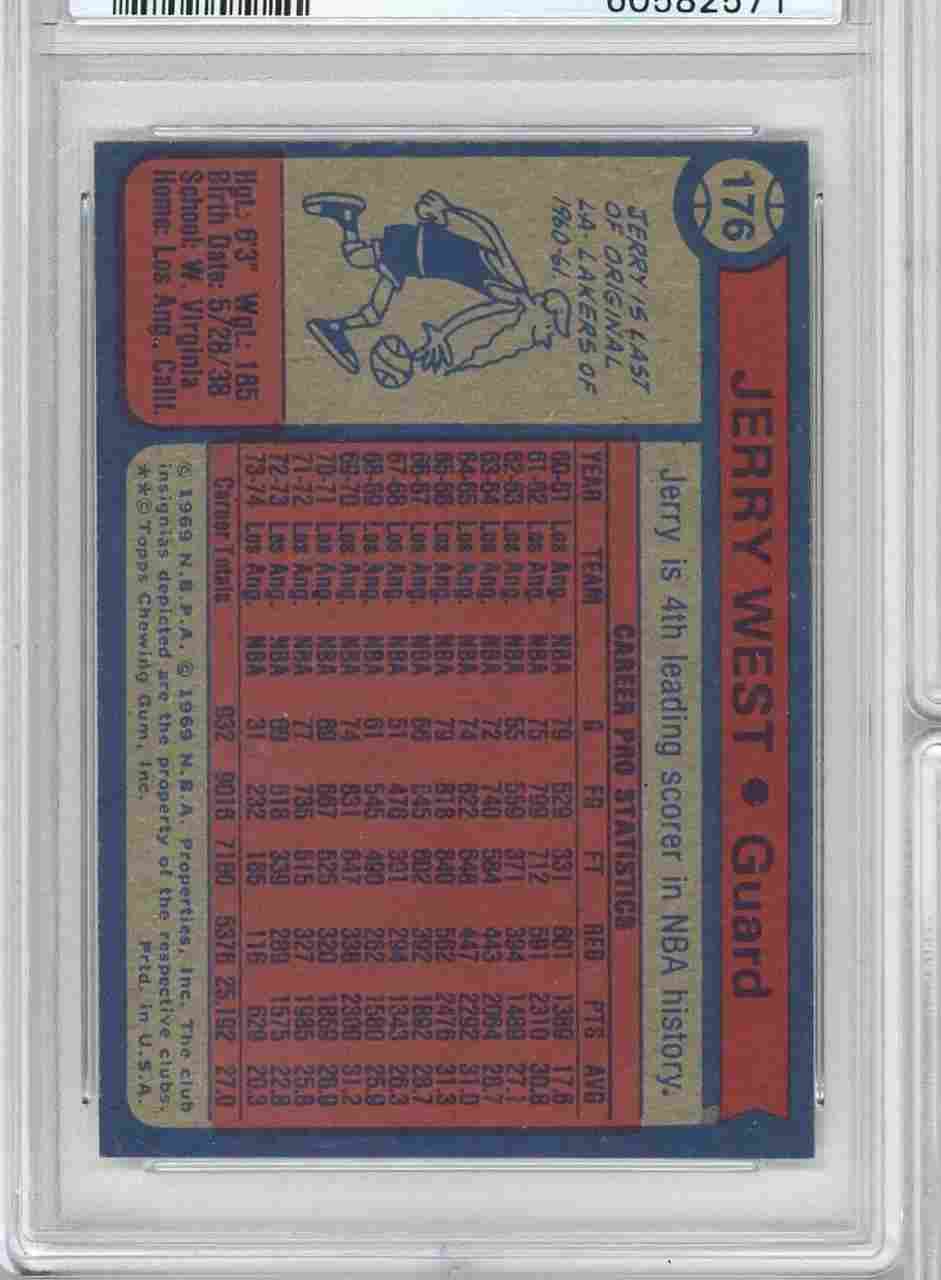 60582571
176
JERRY WEST • Guard
JERRY IS LAST
OF ORIGINAL
L.A. LAKERS OF
1960-61
Hgt.: 6'3" Wgt.: 185
Birth Date: 5/28/38
School: W. Virginia
Home: Los Ang. Calif.
Jerry is 4th leading scorer in NBA history.
CAREER PRO STATISTICS
YEAR TEAM G FG FT REB PTS AVG
60-61 Los Ang. NBA 79 529 331 601 1389 17.6
61-62 Los Ang. NBA 75 799 712 591 2310 30.8
62-63 Los Ang. NBA 55 559 371 384 1489 27.1
63-64 Los Ang. NBA 72 740 584 443 2064 28.7
64-65 Los Ang. NBA 74 822 648 447 2292 31.0
65-66 Los Ang. NBA 79 818 840 562 2476 31.3
66-67 Los Ang. NBA 66 645 602 392 1892 28.7
67-68 Los Ang. NBA 51 476 391 294 1343 26.3
68-69 Los Ang. NBA 61 545 490 262 1580 25.9
69-70 Los Ang. NBA 74 831 647 338 2309 31.2
70-71 Los Ang. NBA 69 667 525 320 1859 26.9
71-72 Los Ang. NBA 77 735 515 327 1985 25.8
72-73 Los Ang. NBA 69 618 339 289 1575 22.8
73-74 Los Ang. NBA 31 232 165 116 629 20.3
Career Totals 932 9016 7160 5376 25,192 27.0
© 1969 N.B.P.A. © 1969 N.B.A. Properties, Inc. The club
insignias depicted are the property of the respective clubs.
**© Topps Chewing Gum, Inc. Prtd. in U.S.A.